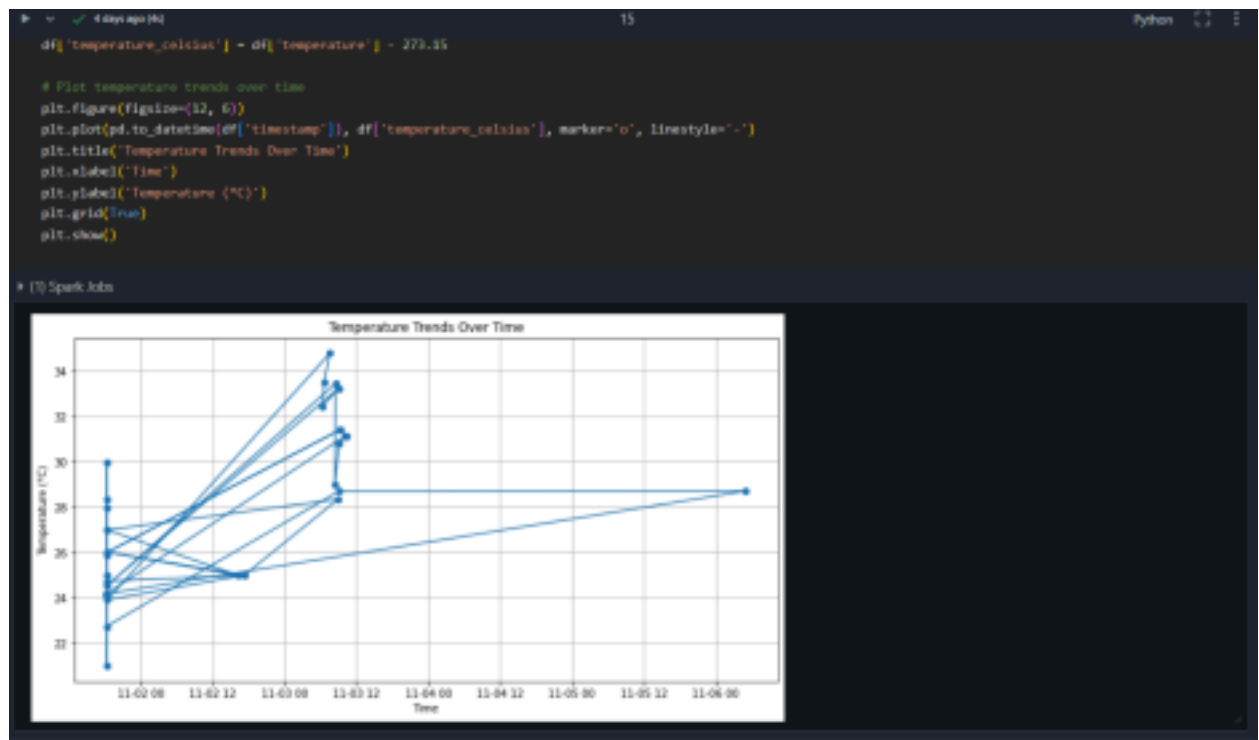 4 days ago (4s)
15
Python
df['temperature_celsius'] = df['temperature'] - 273.15
# Plot temperature trends over time
plt.figure(figsize=(12, 6))
plt.plot(pd.to_datetime(df['timestamp']), df['temperature_celsius'], marker='o', linestyle='-')
plt.title('Temperature Trends Over Time')
plt.xlabel('Time')
plt.ylabel('Temperature (°C)')
plt.grid(True)
plt.show()
(1) Spark Jobs
Temperature Trends Over Time
Temperature (°C)
34
32
30
28
26
24
22
11-02 00 11-02 12 11-03 00 11-03 12 11-04 00 11-04 12 11-05 00 11-05 12 11-06 00
Time